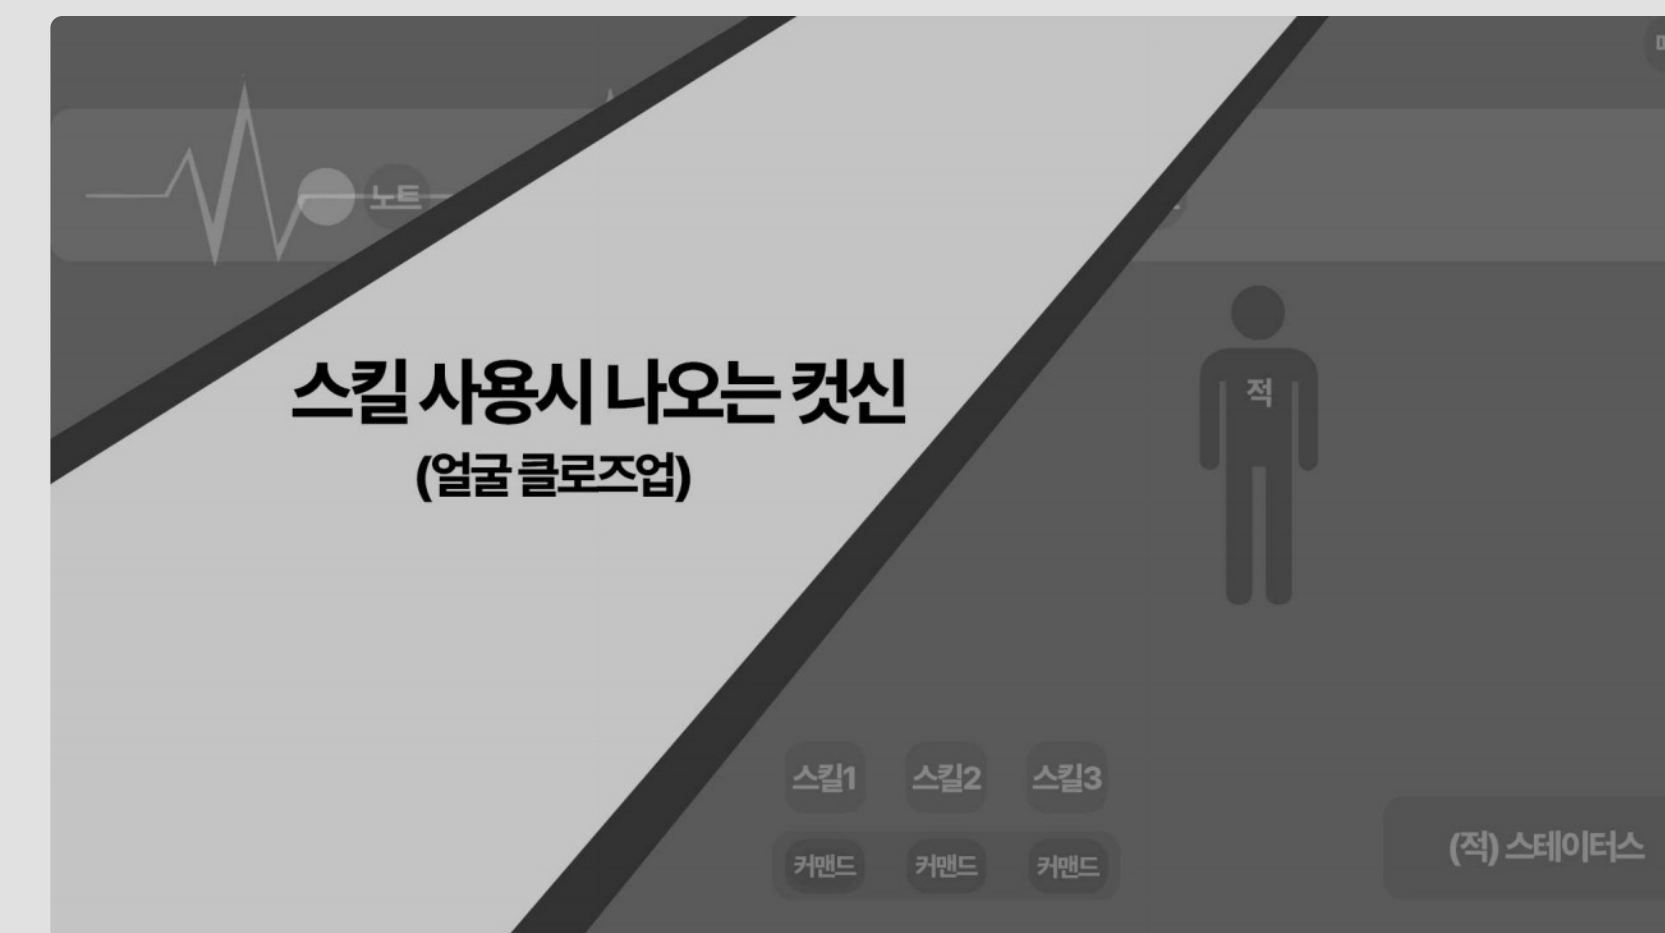 노트
스킬 사용시 나오는 컷신
(얼굴 클로즈업)
적
스킬1 스킬2 스킬3
커맨드 커맨드 커맨드
(적) 스테이터스